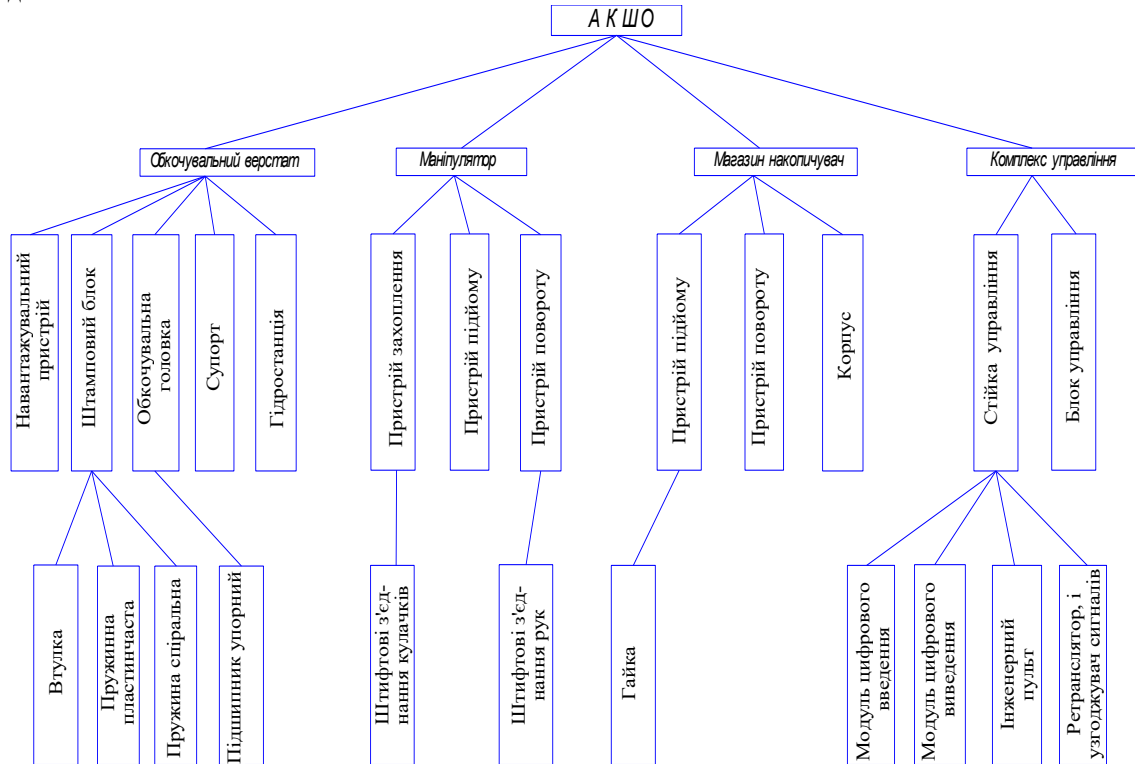 А К Ш О
Обкочувальний верстат
Маніпулятор
Магазин накопичувач
Комплекс управління
Навантажувальний
пристрій
Штамповий блок
Обкочувальна
головка
Супорт
Гідростанція
Пристрій захоплення
Пристрій підйому
Пристрій повороту
Пристрій підйому
Пристрій повороту
Корпус
Стійка управління
Блок управління
Втулка
Пружинна
пластинчаста
Пружина спіральна
Підшипник упорний
Штифтові з'єд-
нання кулачків
Штифтові з'єд-
нання рук
Гайка
Модуль цифрового
введення
Модуль цифрового
виведення
Інженерний
пульт
Ретранслятор, і
узгоджувач сигналів